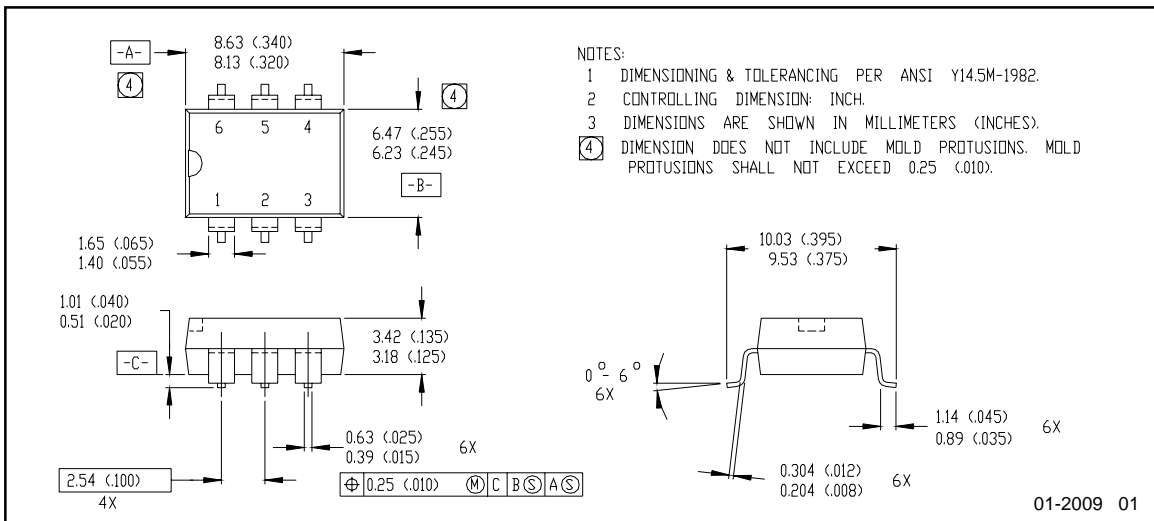 -A-
8.63 (.340)
8.13 (.320)
4
4
6 5 4
1 2 3
6.47 (.255)
6.23 (.245)
-B-
1.65 (.065)
1.40 (.055)
NOTES:
1 DIMENSIONING & TOLERANCING PER ANSI Y14.5M-1982.
2 CONTROLLING DIMENSION: INCH.
3 DIMENSIONS ARE SHOWN IN MILLIMETERS (INCHES).
4 DIMENSION DOES NOT INCLUDE MOLD PROTUSIONS. MOLD
PROTUSIONS SHALL NOT EXCEED 0.25 (.010).
1.01 (.040)
0.51 (.020)
-C-
3.42 (.135)
3.18 (.125)
0.63 (.025)
0.39 (.015)
6X
2.54 (.100)
4X
⌖ 0.25 (.010) Ⓜ C B Ⓢ A Ⓢ
10.03 (.395)
9.53 (.375)
0° - 6°
6X
1.14 (.045)
0.89 (.035)
6X
0.304 (.012)
0.204 (.008)
6X
01-2009 01